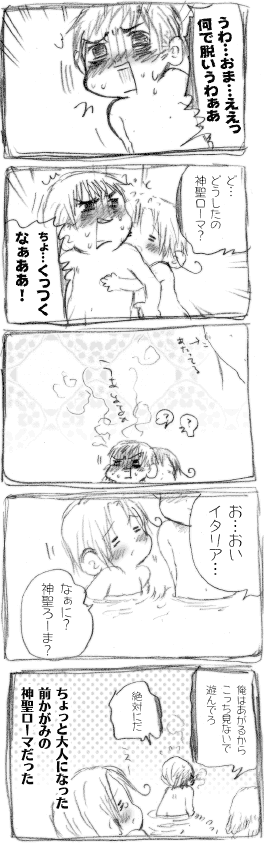 うわ…おま…ええっ
何で脱いうわぁあ
ど…
どうしたの
神聖ローマ?
ちょ…くっつく
なぁああ!
お…おい
イタリア…
なぁに?
神聖ろーま?
俺はあがるから
こっち見ないで
遊んでろ
絶対にだ
ちょっと大人になった
前かがみの
神聖ローマだった